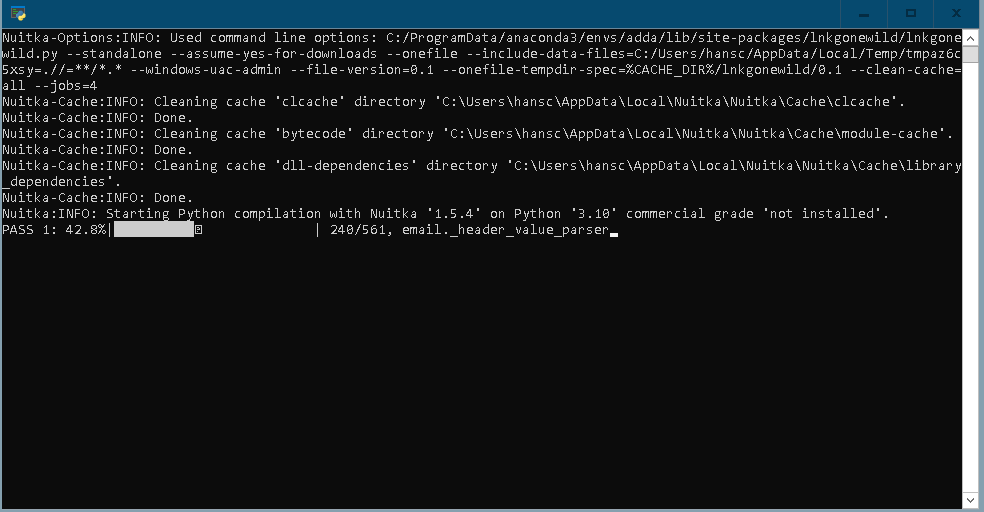 Nuitka-Options:INFO: Used command line options: C:/ProgramData/anaconda3/envs/adda/lib/site-packages/lnkgonewild/lnkgone
wild.py --standalone --assume-yes-for-downloads --onefile --include-data-files=C:/Users/hansc/AppData/Local/Temp/tmpaz6c
5xsy=.//=**/*.* --windows-uac-admin --file-version=0.1 --onefile-tempdir-spec=%CACHE_DIR%/lnkgonewild/0.1 --clean-cache=
all --jobs=4
Nuitka-Cache:INFO: Cleaning cache 'clcache' directory 'C:\Users\hansc\AppData\Local\Nuitka\Nuitka\Cache\clcache'.
Nuitka-Cache:INFO: Done.
Nuitka-Cache:INFO: Cleaning cache 'bytecode' directory 'C:\Users\hansc\AppData\Local\Nuitka\Nuitka\Cache\module-cache'.
Nuitka-Cache:INFO: Done.
Nuitka-Cache:INFO: Cleaning cache 'dll-dependencies' directory 'C:\Users\hansc\AppData\Local\Nuitka\Nuitka\Cache\library
_dependencies'.
Nuitka-Cache:INFO: Done.
Nuitka:INFO: Starting Python compilation with Nuitka '1.5.4' on Python '3.10' commercial grade 'not installed'.
PASS 1: 42.8%| | 240/561, email._header_value_parser